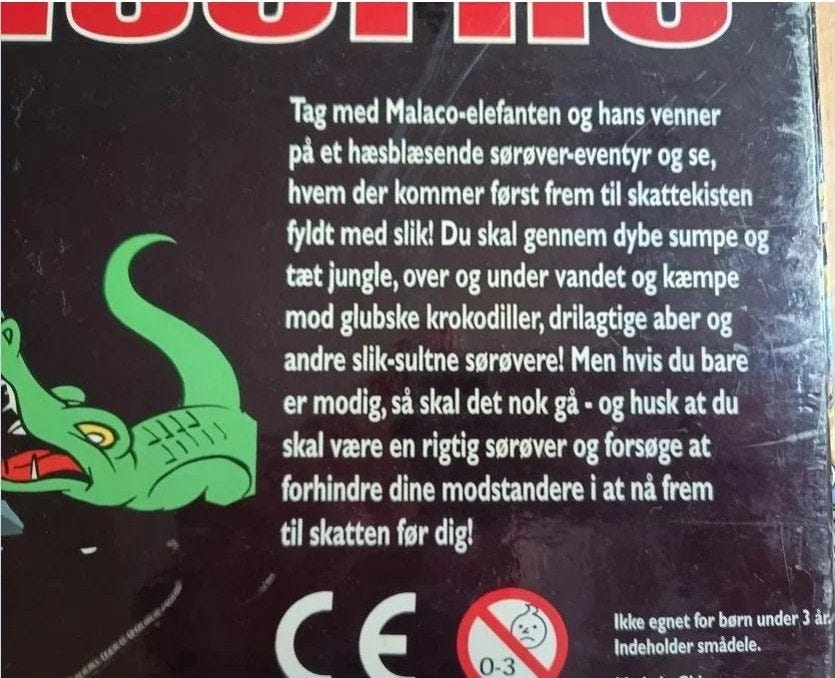 Tag med Malaco-elefanten og hans venner
på et hæsblæsende sørøver-eventyr og se,
hvem der kommer først frem til skattekisten
fyldt med slik! Du skal gennem dybe sumpe og
tæt jungle, over og under vandet og kæmpe
mod glubske krokodiller, drilagtige aber og
andre slik-sultne sørøvere! Men hvis du bare
er modig, så skal det nok gå - og husk at du
skal være en rigtig sørøver og forsøge at
forhindre dine modstandere i at nå frem
til skatten før dig!
CE
0-3
Ikke egnet for børn under 3 år.
Indeholder smådele.